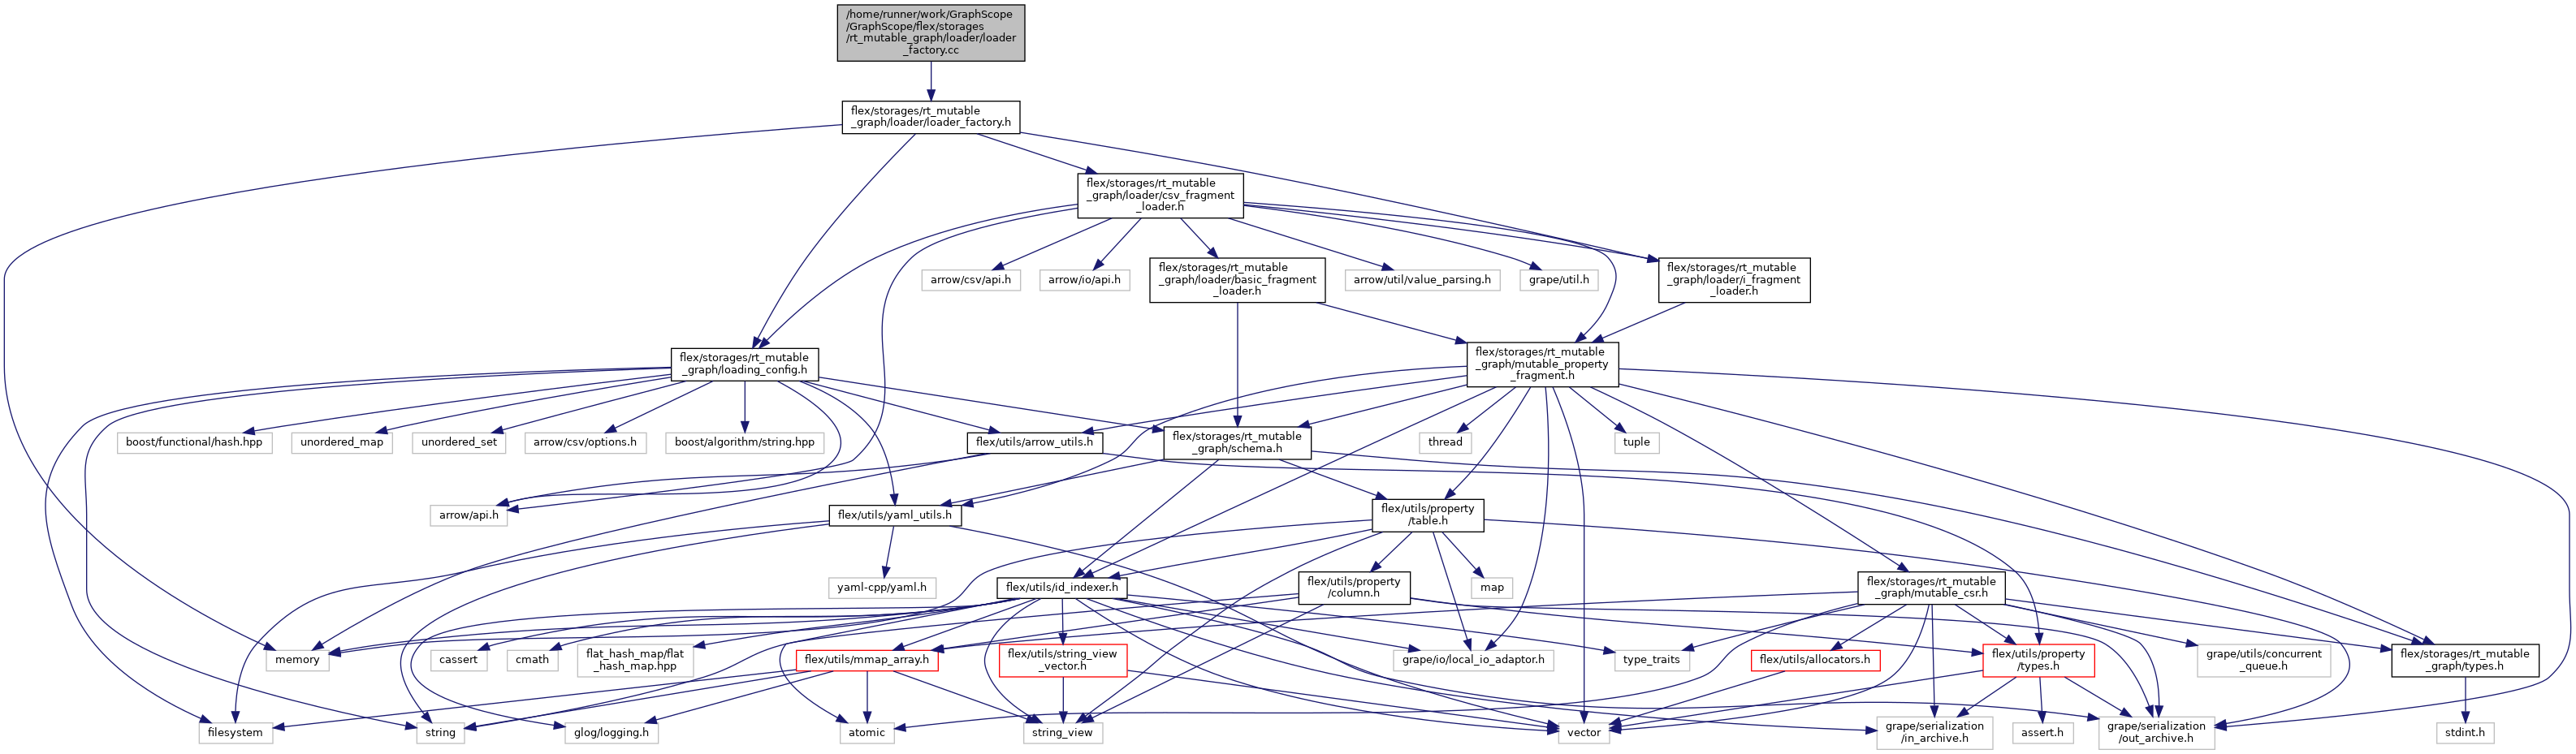 /home/runner/work/GraphScope
/GraphScope/flex/storages
/rt_mutable_graph/loader/loader
_factory.cc
flex/storages/rt_mutable
_graph/loader/loader_factory.h
flex/storages/rt_mutable
_graph/loader/csv_fragment
_loader.h
arrow/csv/api.h
arrow/io/api.h
flex/storages/rt_mutable
_graph/loader/basic_fragment
_loader.h
arrow/util/value_parsing.h
grape/util.h
flex/storages/rt_mutable
_graph/loader/i_fragment
_loader.h
flex/storages/rt_mutable
_graph/loading_config.h
flex/storages/rt_mutable
_graph/mutable_property
_fragment.h
boost/functional/hash.hpp
unordered_map
unordered_set
arrow/csv/options.h
boost/algorithm/string.hpp
flex/utils/arrow_utils.h
flex/storages/rt_mutable
_graph/schema.h
thread
tuple
arrow/api.h
flex/utils/yaml_utils.h
flex/utils/property
/table.h
yaml-cpp/yaml.h
flex/utils/id_indexer.h
flex/utils/property
/column.h
map
flex/storages/rt_mutable
_graph/mutable_csr.h
memory
cassert
cmath
flat_hash_map/flat
_hash_map.hpp
flex/utils/mmap_array.h
flex/utils/string_view
_vector.h
grape/io/local_io_adaptor.h
type_traits
flex/utils/allocators.h
flex/utils/property
/types.h
grape/utils/concurrent
_queue.h
flex/storages/rt_mutable
_graph/types.h
filesystem
string
glog/logging.h
atomic
string_view
vector
grape/serialization
/in_archive.h
assert.h
grape/serialization
/out_archive.h
stdint.h